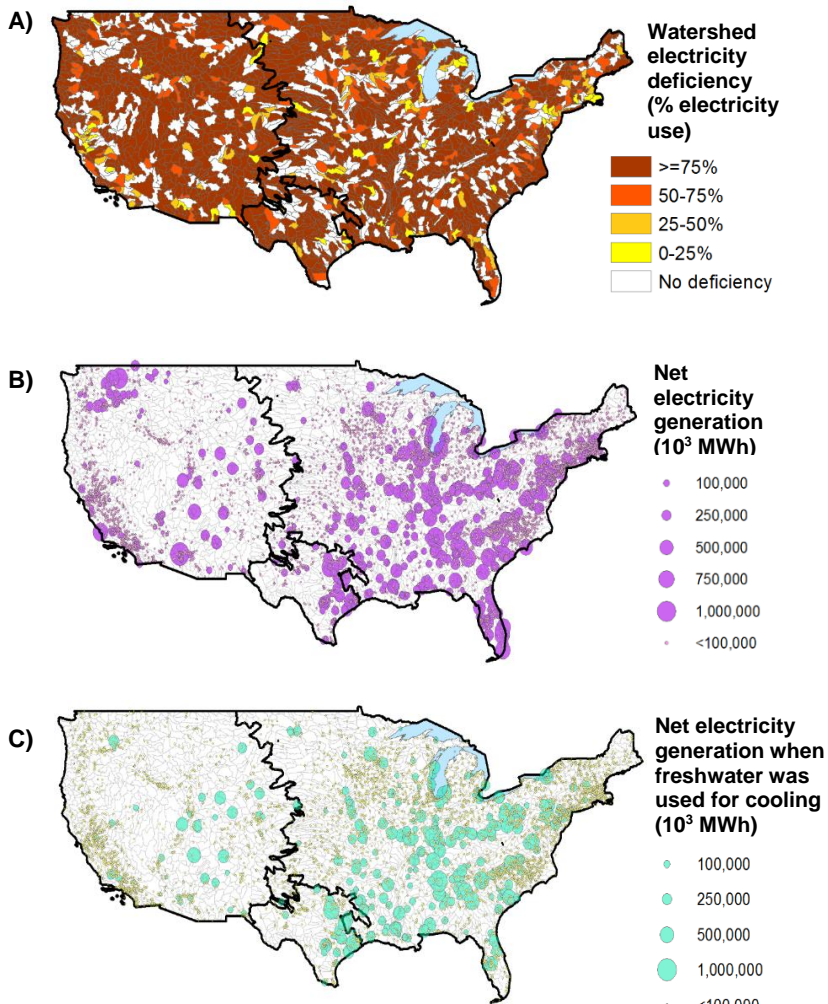 A)
Watershed
electricity
deficiency
(% electricity
use)
>=75%
50-75%
25-50%
0-25%
No deficiency
B)
Net
electricity
generation
(10³ MWh)
100,000
250,000
500,000
750,000
1,000,000
<100,000
C)
Net electricity
generation when
freshwater was
used for cooling
(10³ MWh)
100,000
250,000
500,000
1,000,000
<100,000